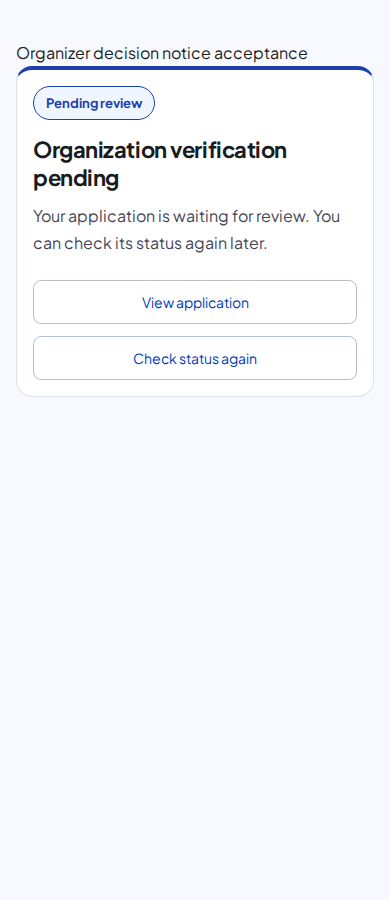 Organizer decision notice acceptance
Pending review
Organization verification
pending
Your application is waiting for review. You
can check its status again later.
View application
Check status again